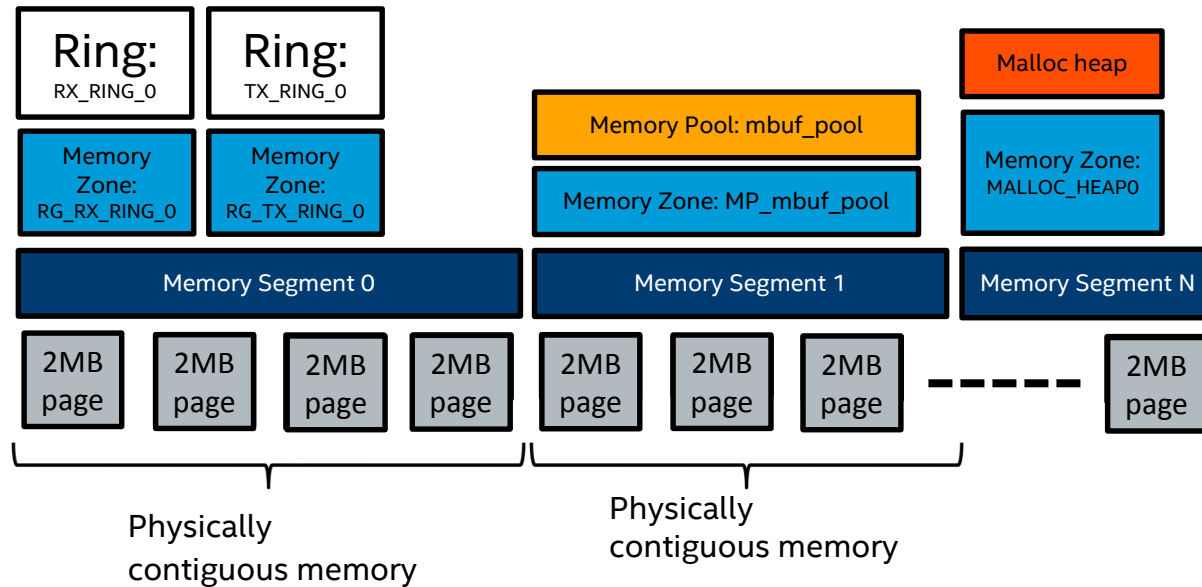 Ring:
RX_RING_0
Ring:
TX_RING_0
Malloc heap
Memory Pool: mbuf_pool
Memory
Zone:
RG_RX_RING_0
Memory
Zone:
RG_TX_RING_0
Memory Zone: MP_mbuf_pool
Memory Zone:
MALLOC_HEAP0
Memory Segment 0
Memory Segment 1
Memory Segment N
2MB
page
2MB
page
2MB
page
2MB
page
2MB
page
2MB
page
2MB
page
2MB
page
Physically
contiguous memory
Physically
contiguous memory